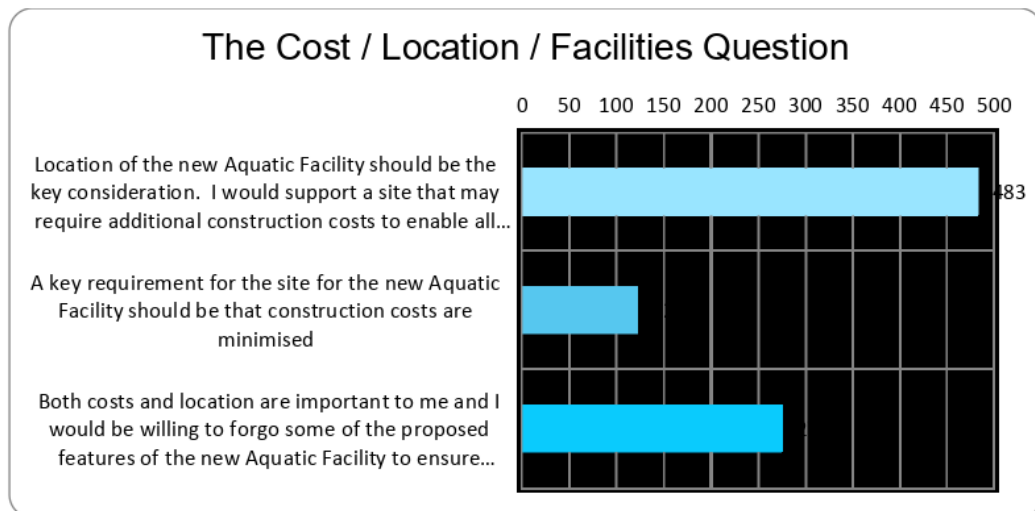 The Cost / Location / Facilities Question
0 50 100 150 200 250 300 350 400 450 500
Location of the new Aquatic Facility should be the
key consideration. I would support a site that may
require additional construction costs to enable all...
483
A key requirement for the site for the new Aquatic
Facility should be that construction costs are
minimised
Both costs and location are important to me and I
would be willing to forgo some of the proposed
features of the new Aquatic Facility to ensure...